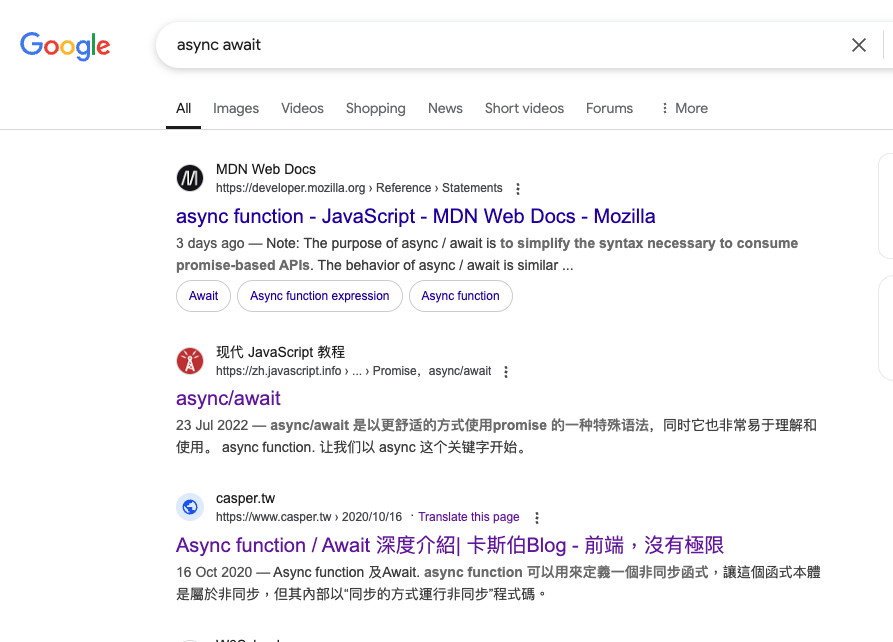 Google
async await
All Images Videos Shopping News Short videos Forums More
MDN Web Docs
https://developer.mozilla.org › Reference › Statements
async function - JavaScript - MDN Web Docs - Mozilla
3 days ago — Note: The purpose of async / await is to simplify the syntax necessary to consume
promise-based APIs. The behavior of async / await is similar ...
Await Async function expression Async function
现代 JavaScript 教程
https://zh.javascript.info › ... › Promise，async/await
async/await
23 Jul 2022 — async/await 是以更舒适的方式使用promise 的一种特殊语法，同时它也非常易于理解和
使用。 async function. 让我们以 async 这个关键字开始。
casper.tw
https://www.casper.tw › 2020/10/16 · Translate this page
Async function / Await 深度介紹| 卡斯伯Blog - 前端，沒有極限
16 Oct 2020 — Async function 及Await. async function 可以用來定義一個非同步函式，讓這個函式本體
是屬於非同步，但其內部以“同步的方式運行非同步”程式碼。